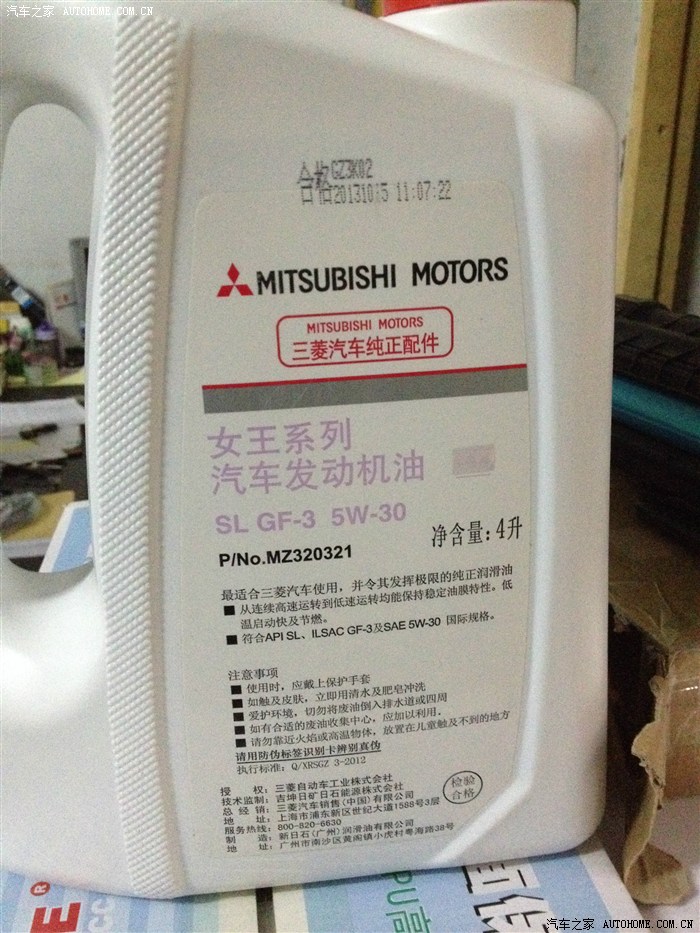 汽车之家 AUTOHOME.COM.CN
合格GZ3K02
日 11:07:22
MITSUBISHI MOTORS
MITSUBISHI MOTORS
三菱汽车纯正配件
女王系列
汽车发动机油
SL GF-3 5W-30
净含量: 4升
P/No.MZ320321
最适合三菱汽车使用，并令其发挥极限的纯正润滑油
■ 从连续高速运转到低速运转均能保持稳定油膜特性。低
温启动快及节燃。
■ 符合API SL、ILSAC GF-3及SAE 5W-30 国际规格。
注意事项
■ 使用时，应戴上保护手套
■ 如触及皮肤，立即用清水及肥皂冲洗
■ 爱护环境，切勿将废油倒入排水道或四周
■ 如有合适的废油收集中心，应加以利用，
■ 请勿靠近火焰或高温物体，放置在儿童触及不到的地方
请用防伪标签识别卡辨别真伪
执行标准: Q/XRSGZ 3-2012
授 权: 三菱自动车工业株式会社
技术监制: 吉坤日矿日石能源株式会社
总 经 销: 三菱汽车销售(中国)有限公司
地 址: 上海市浦东新区世纪大道1588号3层
服务热线: 800-820-6630
制 造: 新日石(广州)润滑油有限公司
地 址: 广州市南沙区黄阁镇小虎村粤海路38号
检验
合格
E®
CC
PU高
汽车之家 AUTOHOME.COM.CN